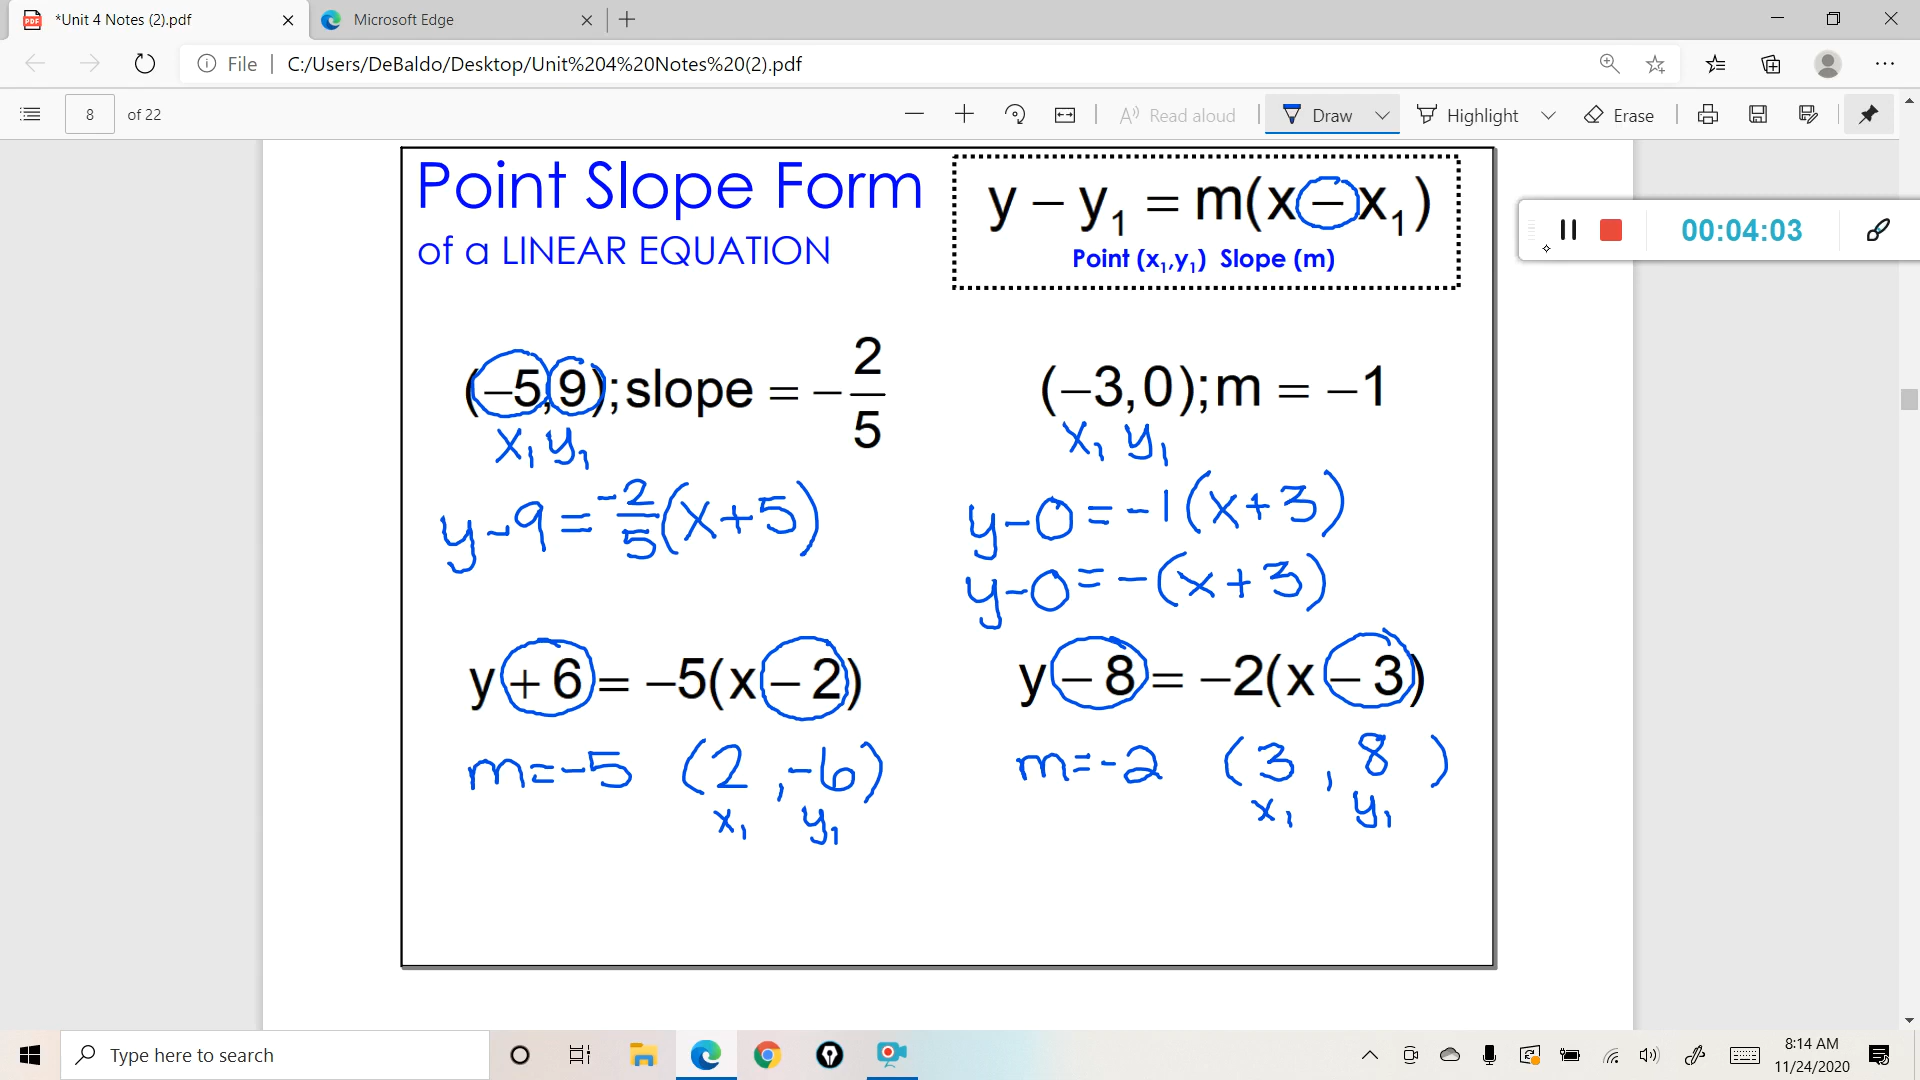 *Unit 4 Notes (2).pdf
Microsoft Edge
File | C:/Users/DeBaldo/Desktop/Unit%204%20Notes%20(2).pdf
8 of 22
Read aloud
Draw
Highlight
Erase
Point Slope Form
of a LINEAR EQUATION
y − y₁ = m(x − x₁)
Point (x₁,y₁) Slope (m)
00:04:03
(−5,9);slope = −2/5
x₁ y₁
y-9=-2/5(x+5)
(−3,0);m = −1
x₁ y₁
y-0=-1(x+3)
y-0=-(x+3)
y + 6 = −5(x − 2)
m=-5 (2,-6)
x₁ y₁
y − 8 = −2(x − 3)
m=-2 (3, 8)
x₁ y₁
Type here to search
8:14 AM
11/24/2020